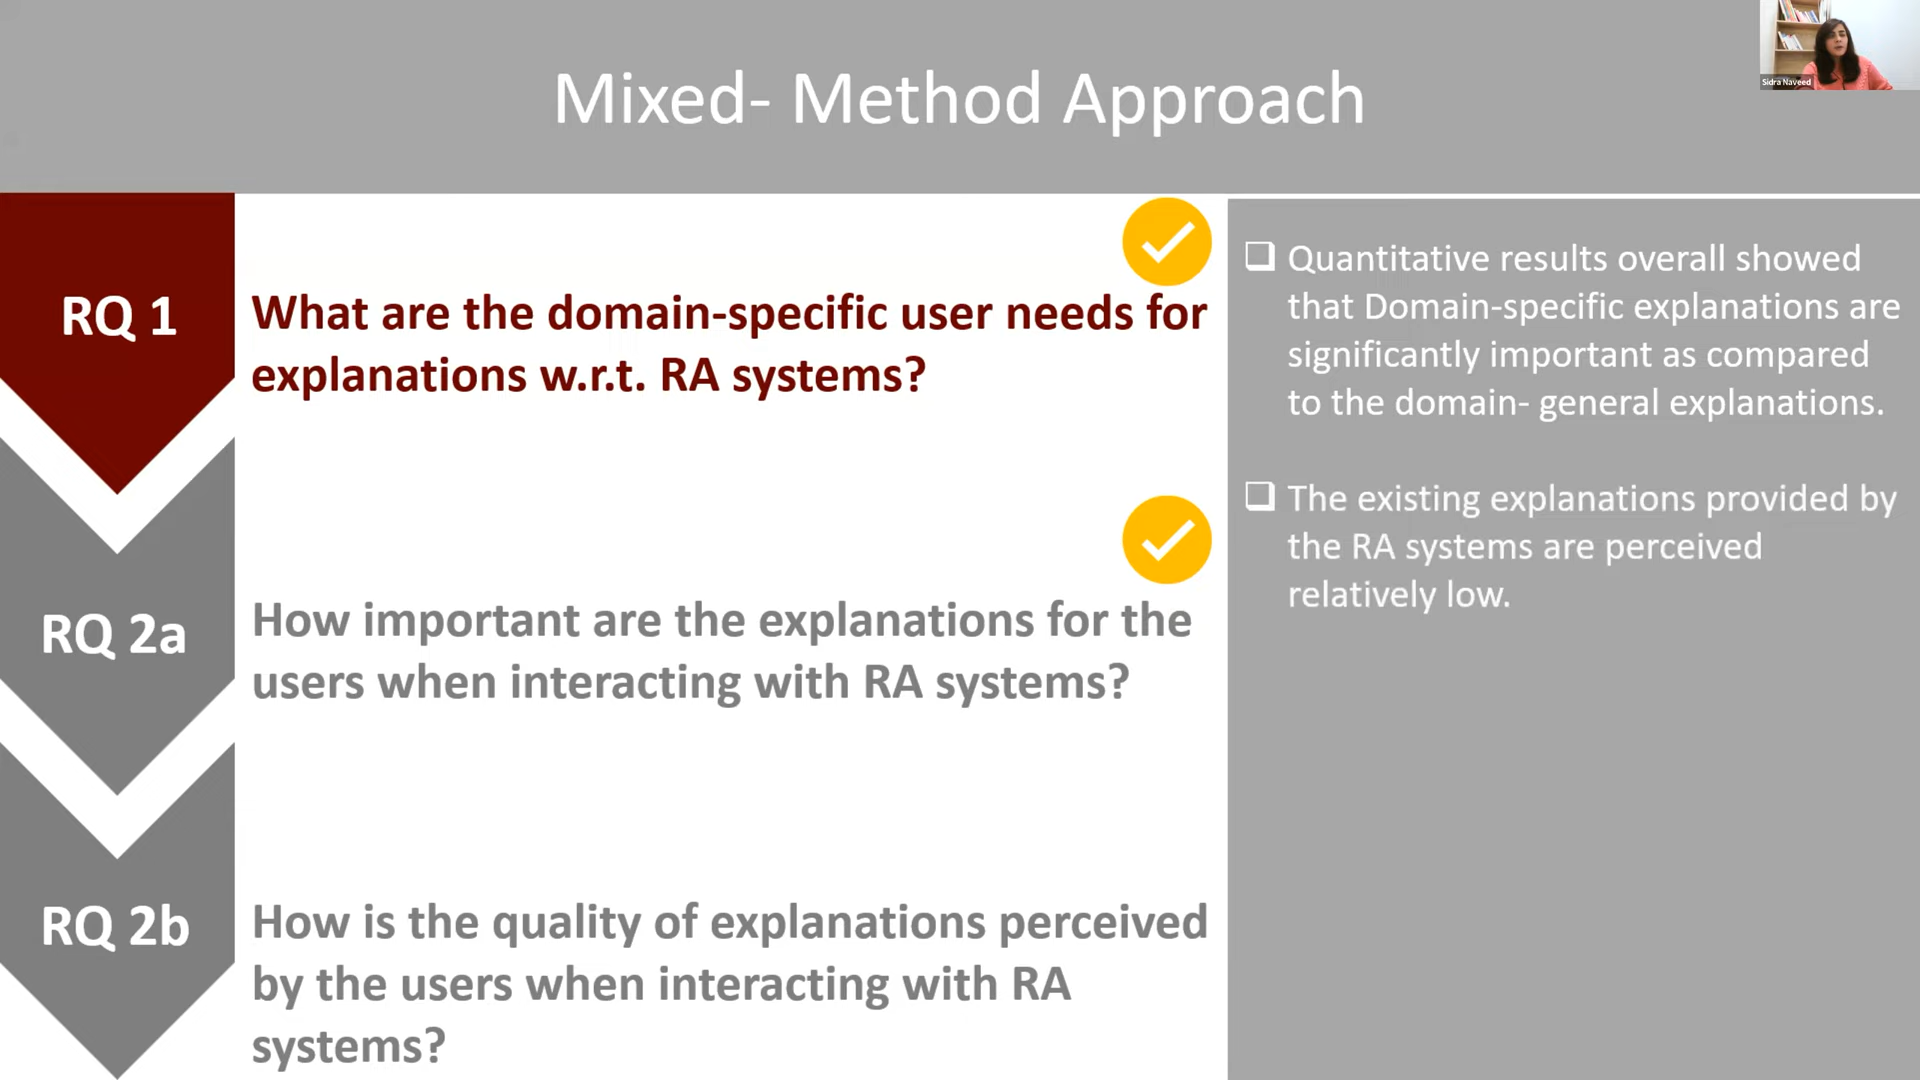 Mixed- Method Approach
Sidra Naveed
RQ 1
What are the domain-specific user needs for
explanations w.r.t. RA systems?
RQ 2a
How important are the explanations for the
users when interacting with RA systems?
RQ 2b
How is the quality of explanations perceived
by the users when interacting with RA
systems?
Quantitative results overall showed
that Domain-specific explanations are
significantly important as compared
to the domain- general explanations.
The existing explanations provided by
the RA systems are perceived
relatively low.